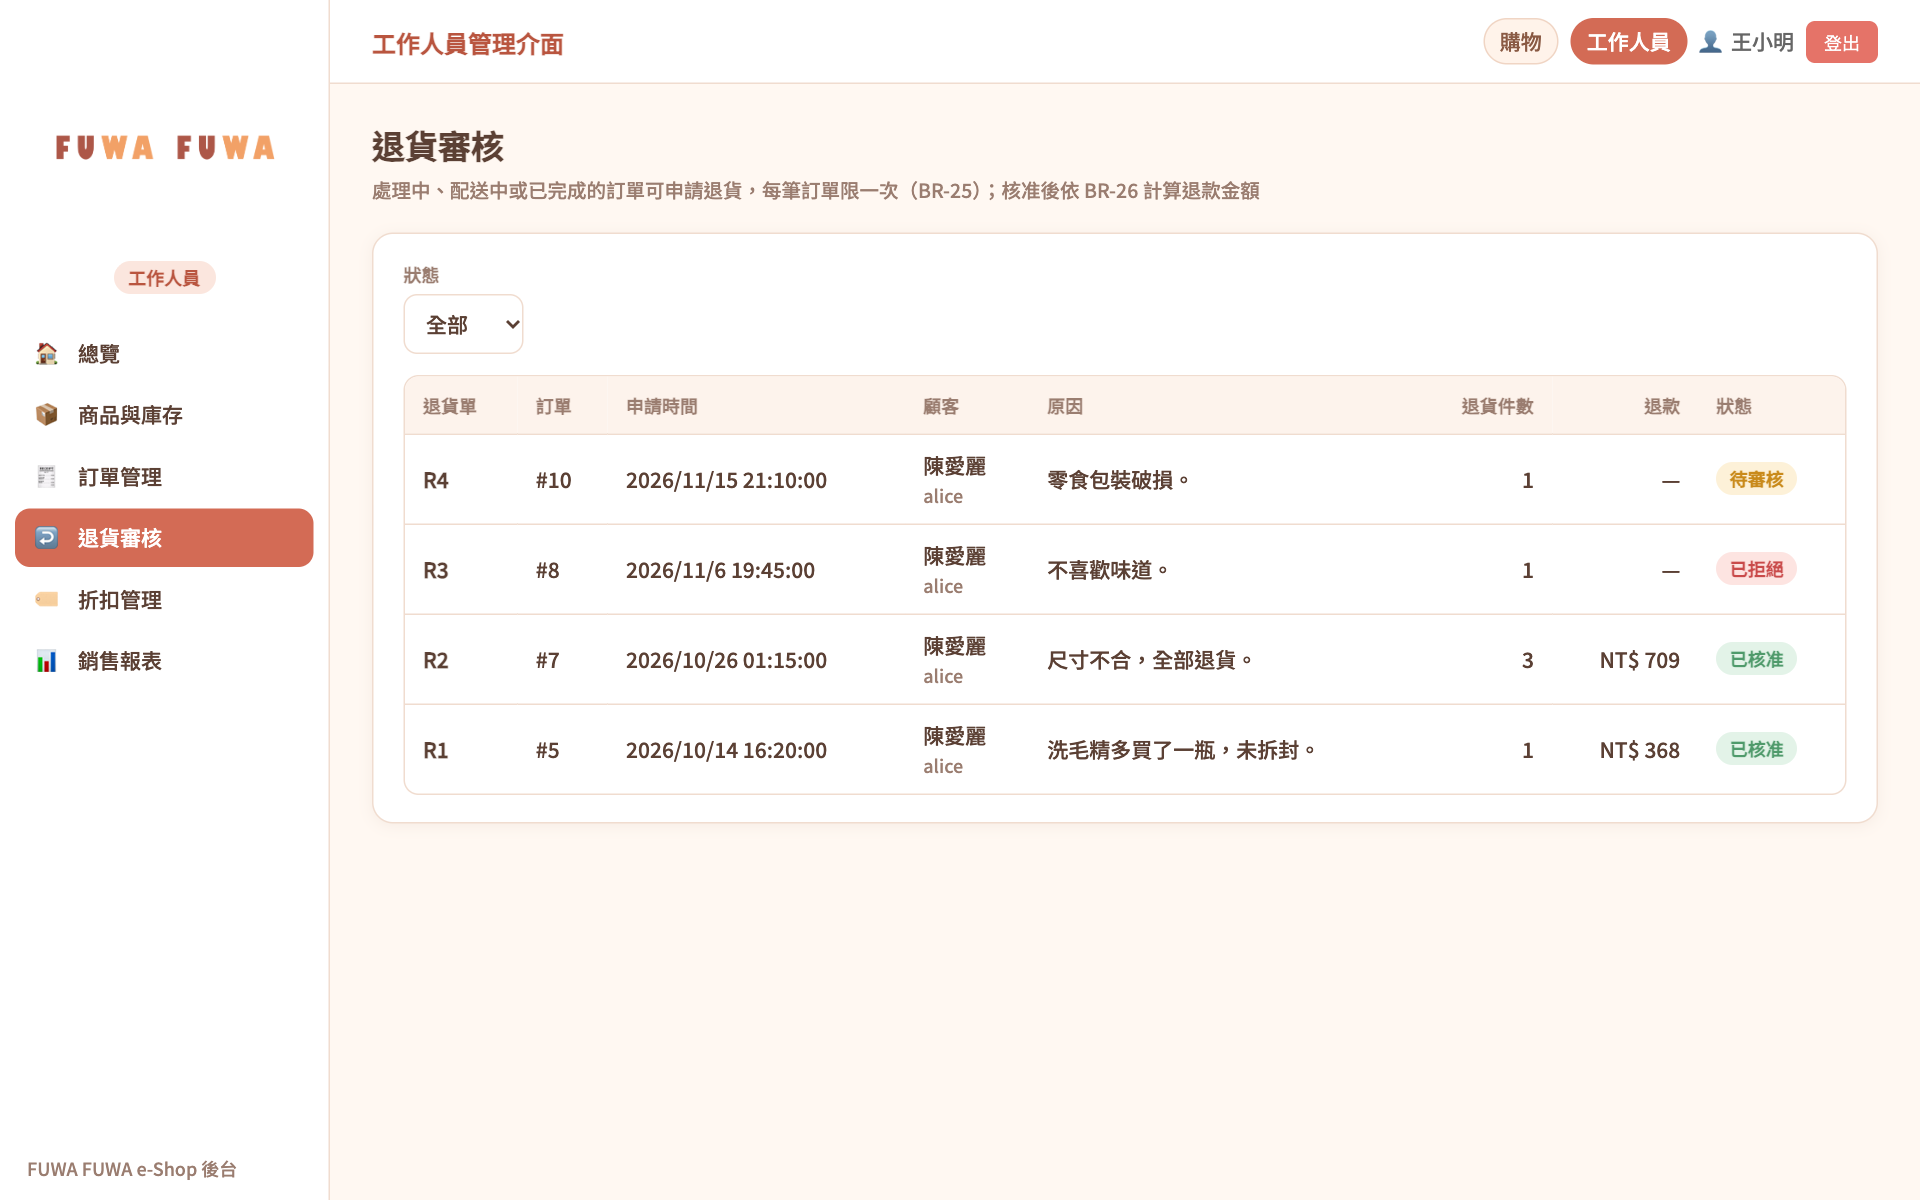 工作人員管理介面
購物
工作人員
王小明
登出
FUWA FUWA
工作人員
總覽
商品與庫存
訂單管理
退貨審核
折扣管理
銷售報表
FUWA FUWA e-Shop 後台
退貨審核
處理中、配送中或已完成的訂單可申請退貨，每筆訂單限一次（BR-25）；核准後依 BR-26 計算退款金額
狀態
全部
退貨單 訂單 申請時間 顧客 原因 退貨件數 退款 狀態
R4 #10 2026/11/15 21:10:00 陳愛麗 alice 零食包裝破損。 1 — 待審核
R3 #8 2026/11/6 19:45:00 陳愛麗 alice 不喜歡味道。 1 — 已拒絕
R2 #7 2026/10/26 01:15:00 陳愛麗 alice 尺寸不合，全部退貨。 3 NT$ 709 已核准
R1 #5 2026/10/14 16:20:00 陳愛麗 alice 洗毛精多買了一瓶，未拆封。 1 NT$ 368 已核准